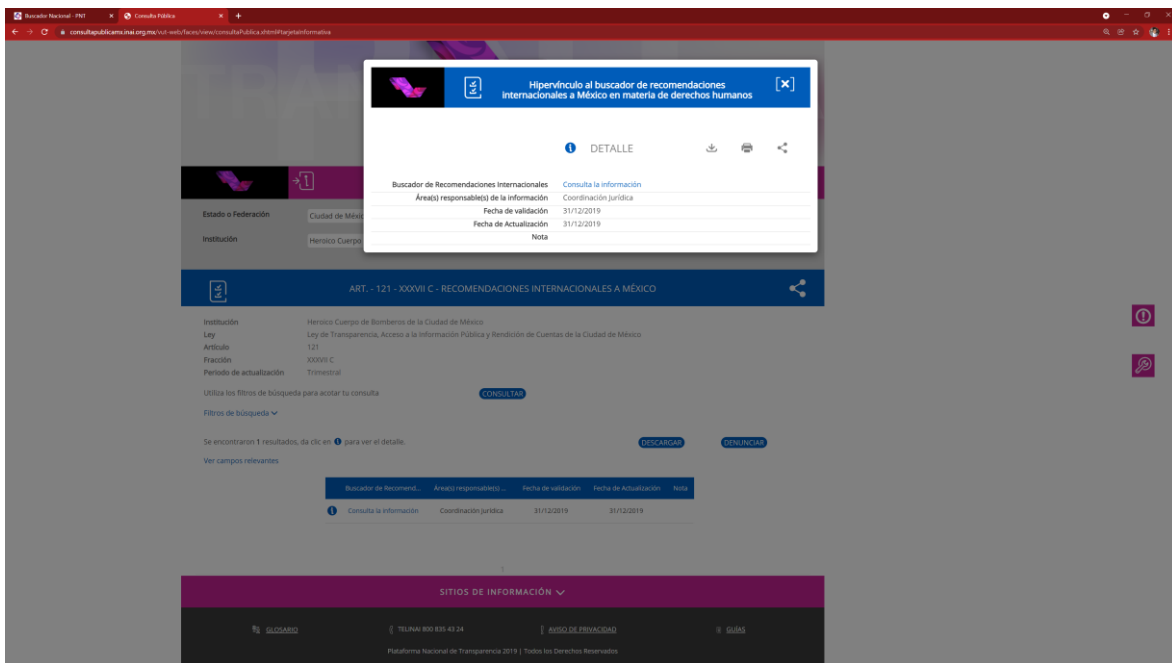 Buscador Nacional - PNT
Consulta Pública
consultapublicamx.inai.org.mx/vut-web/faces/view/consultaPublica.xhtml#tarjetainformativa
Hipervínculo al buscador de recomendaciones
internacionales a México en materia de derechos humanos
DETALLE
Buscador de Recomendaciones Internacionales Consulta la información
Área(s) responsable(s) de la información Coordinación Jurídica
Fecha de validación 31/12/2019
Fecha de Actualización 31/12/2019
Nota
Estado o Federación Ciudad de Méxic
Institución Heroico Cuerpo
ART. - 121 - XXXVII C - RECOMENDACIONES INTERNACIONALES A MÉXICO
Institución Heroico Cuerpo de Bomberos de la Ciudad de México
Ley Ley de Transparencia, Acceso a la Información Pública y Rendición de Cuentas de la Ciudad de México
Artículo 121
Fracción XXXVII C
Periodo de actualización Trimestral
Utiliza los filtros de búsqueda para acotar tu consulta CONSULTAR
Filtros de búsqueda
Se encontraron 1 resultados, da clic en para ver el detalle. DESCARGAR DENUNCIAR
Ver campos relevantes
Buscador de Recomend... Área(s) responsable(s) ... Fecha de validación Fecha de Actualización Nota
Consulta la información Coordinación Jurídica 31/12/2019 31/12/2019
1
SITIOS DE INFORMACIÓN
GLOSARIO TELINAI 800 835 43 24 AVISO DE PRIVACIDAD GUÍAS
Plataforma Nacional de Transparencia 2019 | Todos los Derechos Reservados